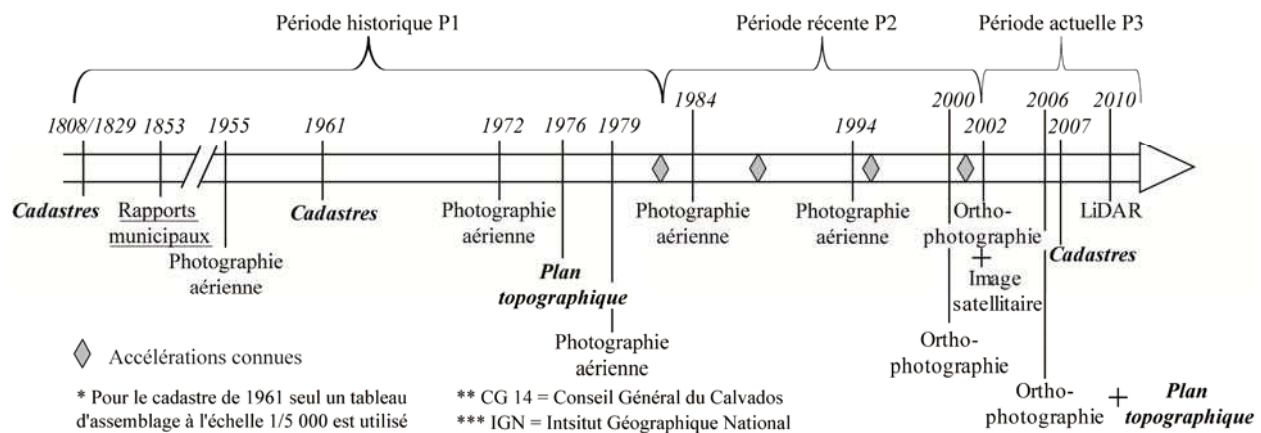 Période historique P1
Période récente P2
Période actuelle P3
1808/1829
1853
1955
1961
1972
1976
1979
1984
1994
2000
2002
2006
2007
2010
Cadastres
Rapports
municipaux
Photographie
aérienne
Cadastres
Photographie
aérienne
Plan
topographique
Photographie
aérienne
Photographie
aérienne
Photographie
aérienne
Ortho-
photographie
Ortho-
photographie
+
Image
satellitaire
Ortho-
photographie
+
Plan
topographique
Cadastres
LiDAR
Accélérations connues
* Pour le cadastre de 1961 seul un tableau
d'assemblage à l'échelle 1/5 000 est utilisé
** CG 14 = Conseil Général du Calvados
*** IGN = Intsitut Géographique National